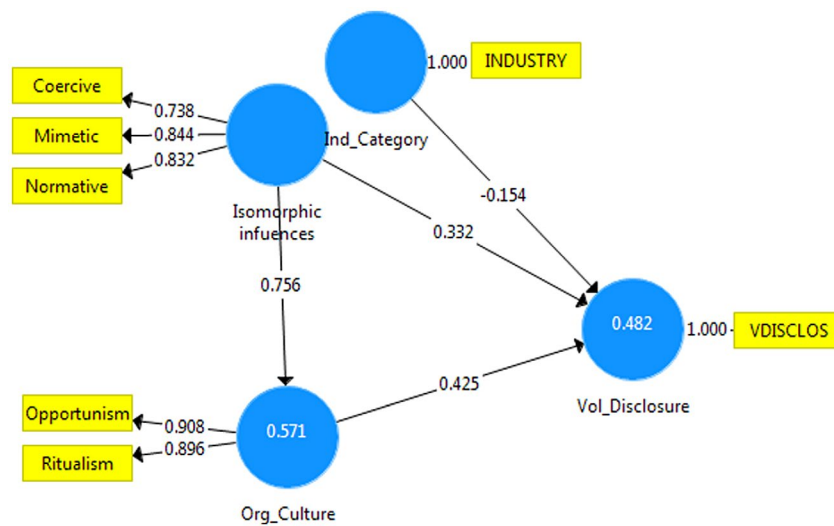 1.000
INDUSTRY
Coercive
0.738
Mimetic
0.844
Normative
0.832
Ind_Category
-0.154
Isomorphic
infuences
0.332
0.756
0.482
1.000
VDISCLOS
0.425
Vol_Disclosure
Opportunism
0.908
0.571
Ritualism
0.896
Org_Culture